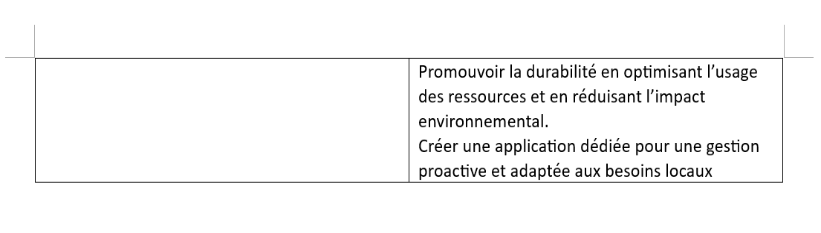 Promouvoir la durabilité en optimisant l’usage
des ressources et en réduisant l’impact
environnemental.
Créer une application dédiée pour une gestion
proactive et adaptée aux besoins locaux